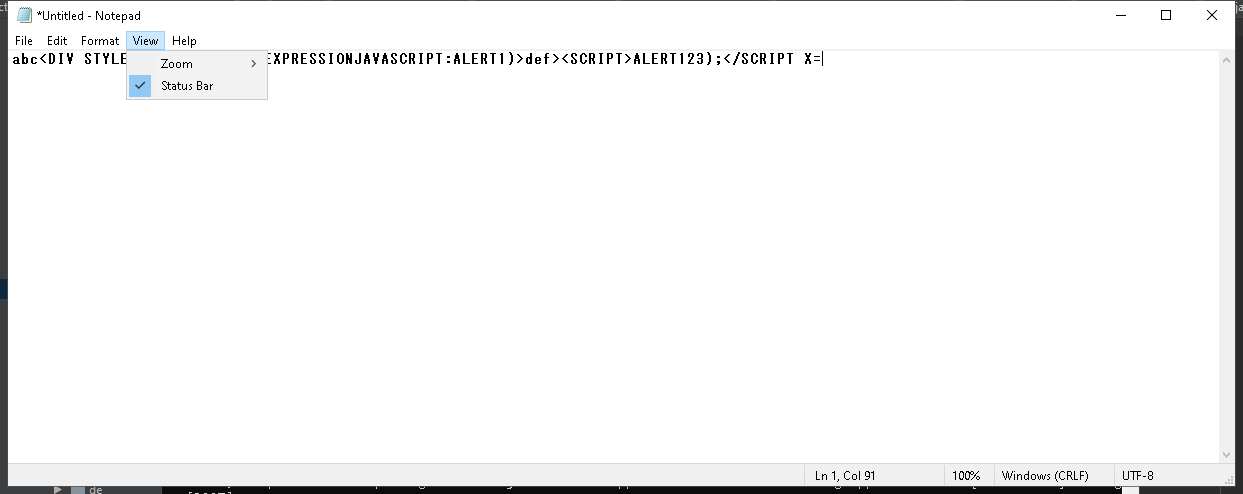 *Untitled - Notepad
File Edit Format View Help
abc<DIV STYLE EXPRESSIONJAVASCRIPT:ALERT1)>def><SCRIPT>ALERT123);</SCRIPT X=
Zoom
Status Bar
Ln 1, Col 91 100% Windows (CRLF) UTF-8
de